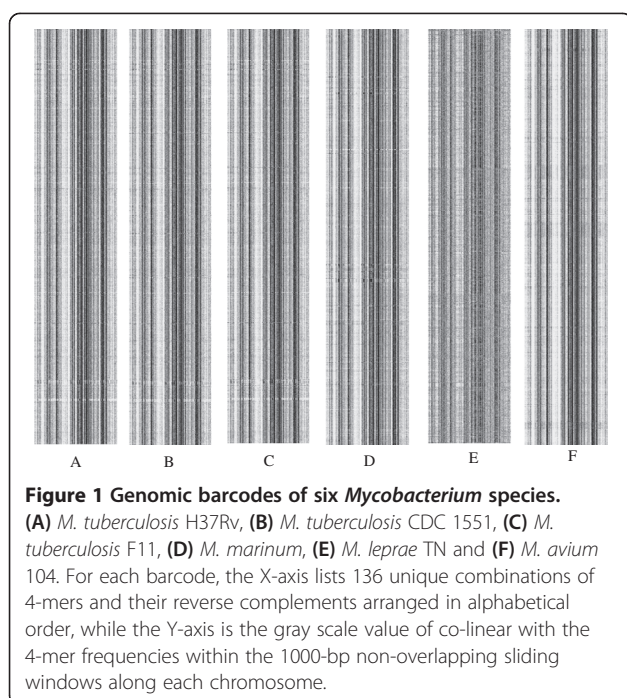 A B C D E F
Figure 1 Genomic barcodes of six Mycobacterium species.
(A) M. tuberculosis H37Rv, (B) M. tuberculosis CDC 1551, (C) M.
tuberculosis F11, (D) M. marinum, (E) M. leprae TN and (F) M. avium
104. For each barcode, the X-axis lists 136 unique combinations of
4-mers and their reverse complements arranged in alphabetical
order, while the Y-axis is the gray scale value of co-linear with the
4-mer frequencies within the 1000-bp non-overlapping sliding
windows along each chromosome.